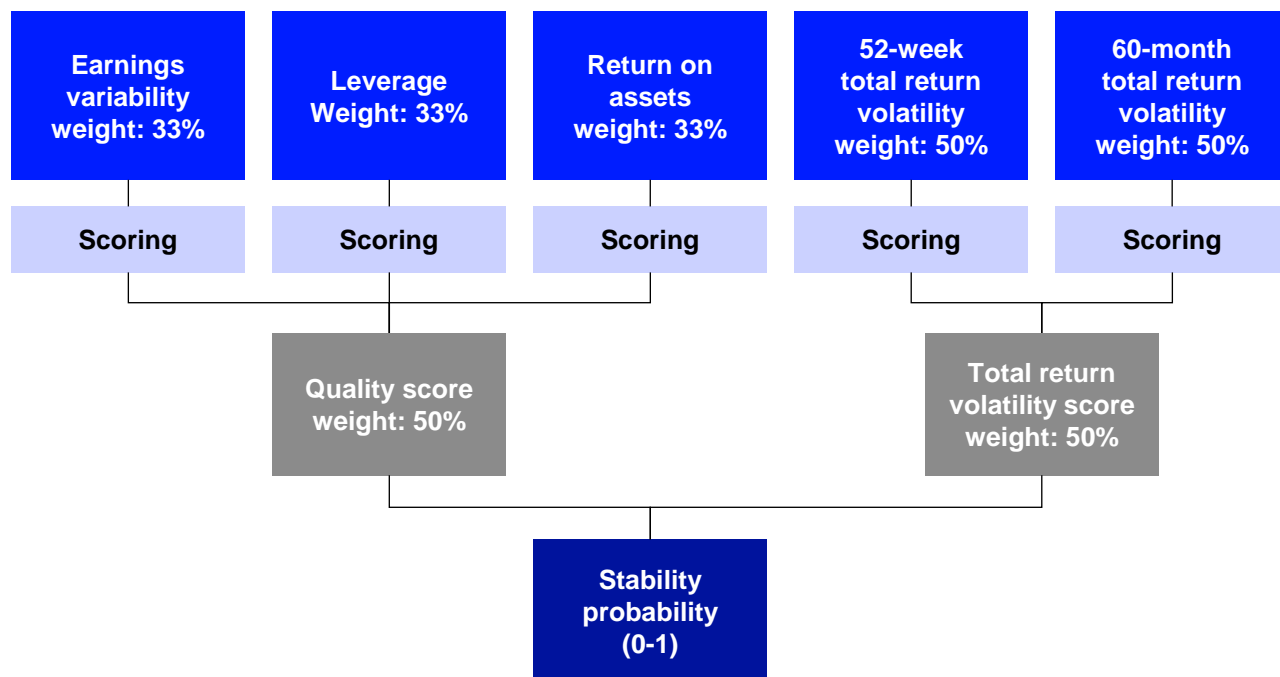 Earnings
variability
weight: 33%
Leverage
Weight: 33%
Return on
assets
weight: 33%
52-week
total return
volatility
weight: 50%
60-month
total return
volatility
weight: 50%
Scoring
Scoring
Scoring
Scoring
Scoring
Quality score
weight: 50%
Total return
volatility score
weight: 50%
Stability
probability
(0-1)